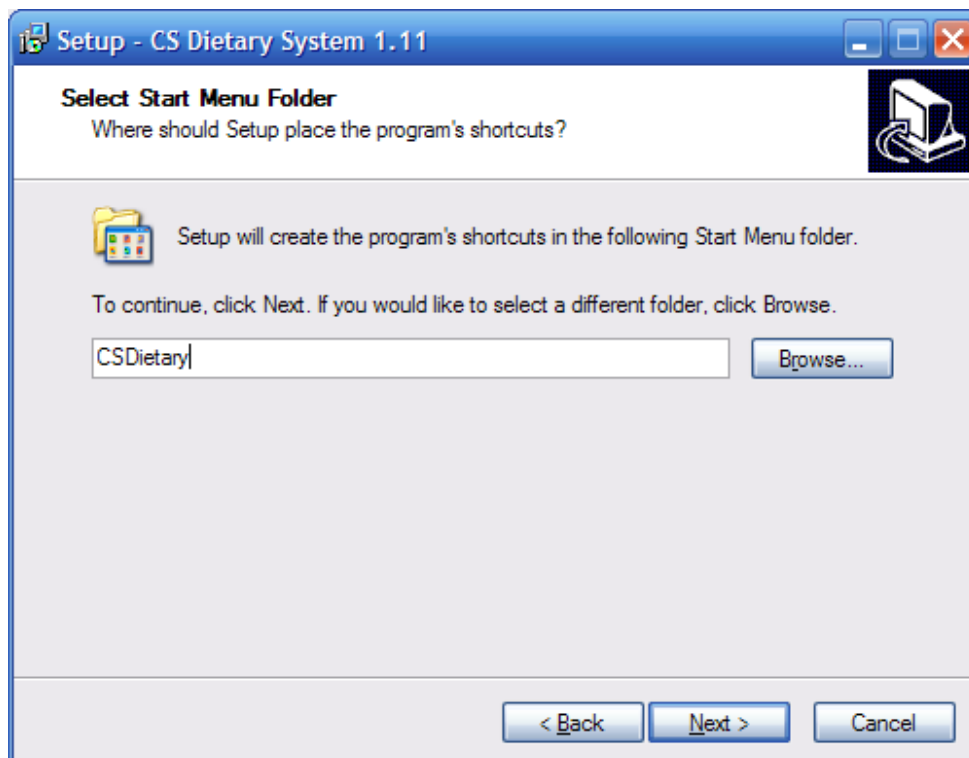 Setup - CS Dietary System 1.11
Select Start Menu Folder
Where should Setup place the program's shortcuts?
Setup will create the program's shortcuts in the following Start Menu folder.
To continue, click Next. If you would like to select a different folder, click Browse.
CSDietary
Browse...
< Back
Next >
Cancel